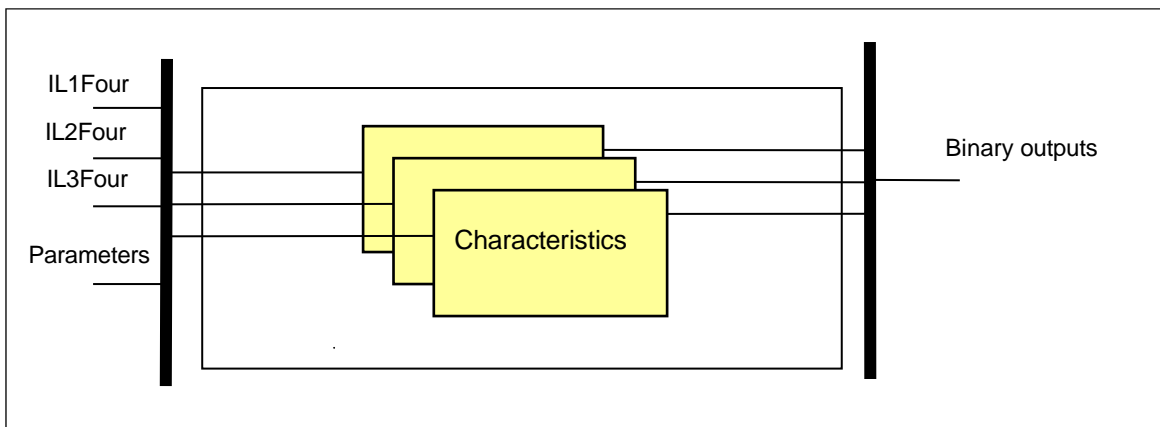 IL1Four
IL2Four
IL3Four
Parameters
Characteristics
Binary outputs